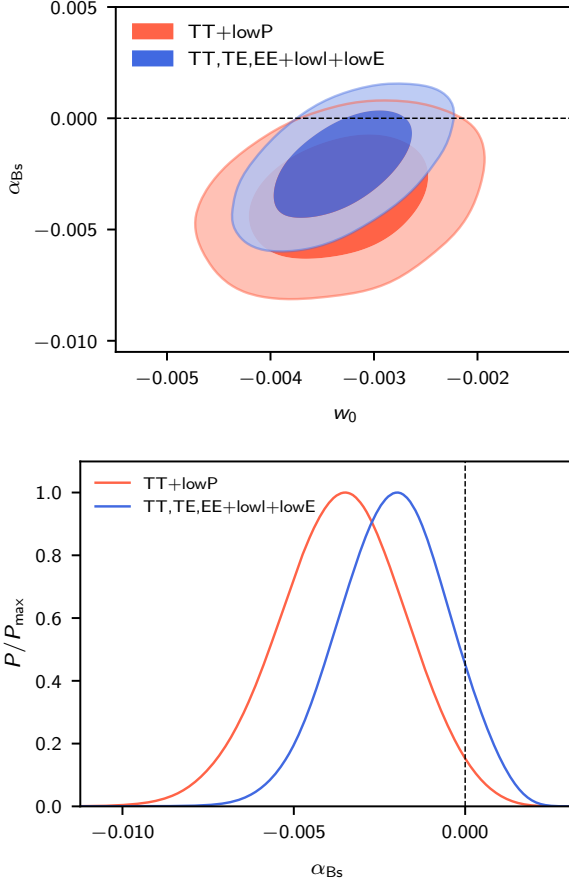 0.005
TT+lowP
TT,TE,EE+lowl+lowE
0.000
αBs
−0.005
−0.010
−0.005 −0.004 −0.003 −0.002
w0
TT+lowP
TT,TE,EE+lowl+lowE
1.0
0.8
0.6
P/Pmax
0.4
0.2
0.0
−0.010 −0.005 0.000
αBs